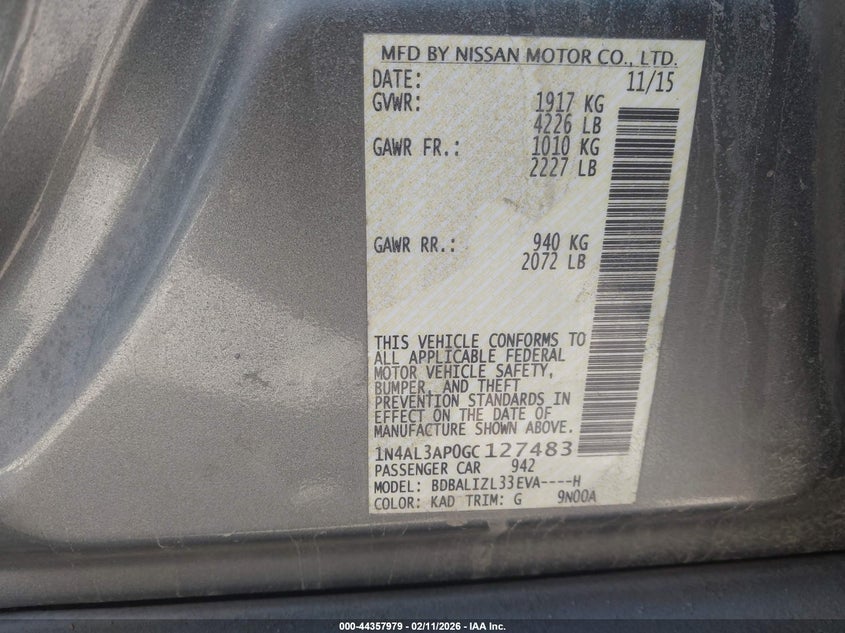 MFD BY NISSAN MOTOR CO., LTD.
DATE: 11/15
GVWR: 1917 KG
4226 LB
GAWR FR.: 1010 KG
2227 LB
GAWR RR.: 940 KG
2072 LB
THIS VEHICLE CONFORMS TO
ALL APPLICABLE FEDERAL
MOTOR VEHICLE SAFETY,
BUMPER, AND THEFT
PREVENTION STANDARDS IN
EFFECT ON THE DATE OF
MANUFACTURE SHOWN ABOVE.
1N4AL3AP0GC127483
PASSENGER CAR 942
MODEL: BDBALIZL33EVA----H
COLOR: KAD TRIM: G 9N00A
000-44357979 - 02/11/2026 - IAA Inc.